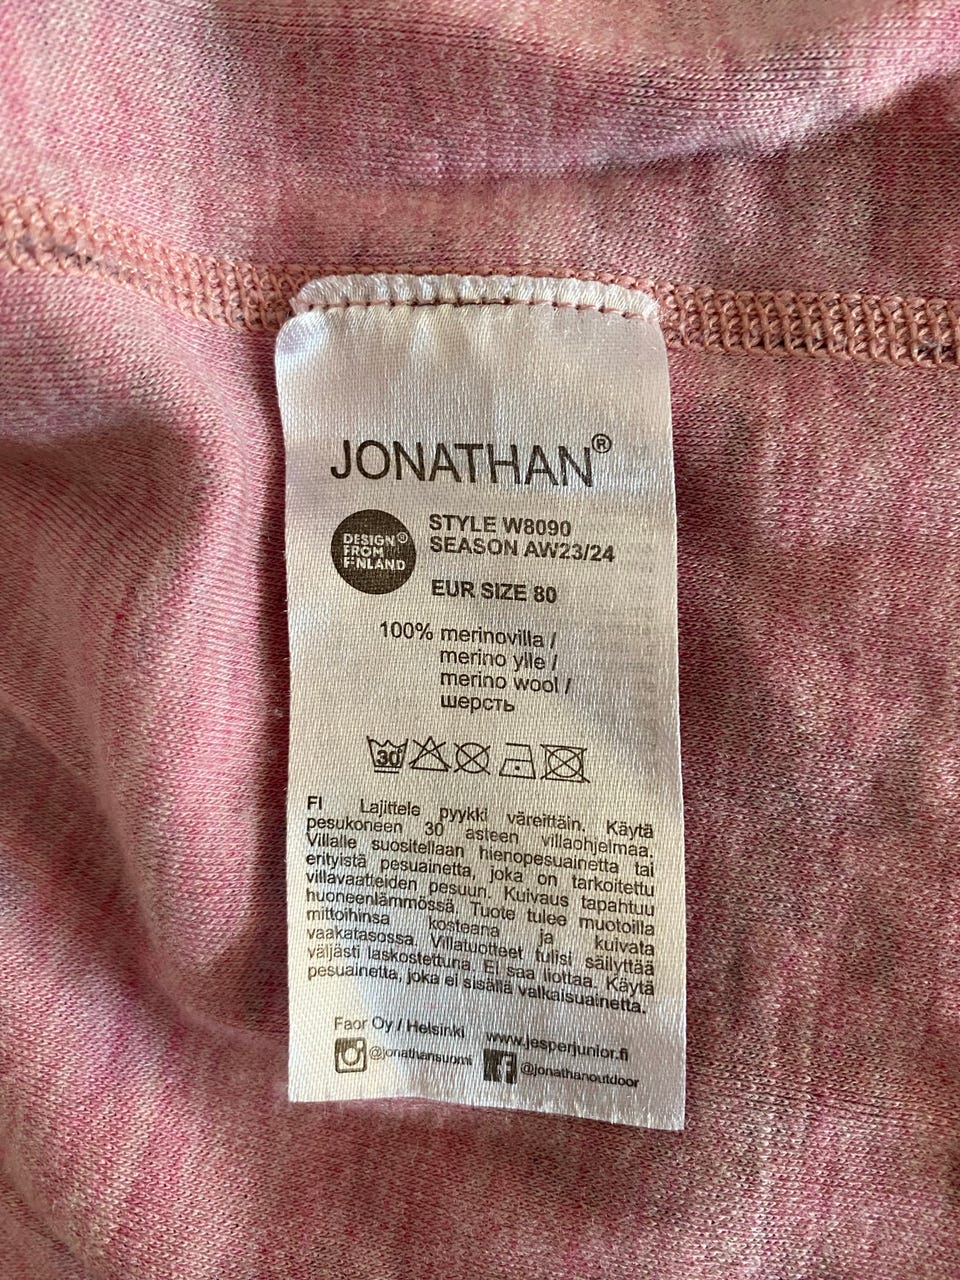 JONATHAN®
DESIGN®
FROM
FINLAND
STYLE W8090
SEASON AW23/24
EUR SIZE 80
100% merinovilla /
merino ylle /
merino wool /
шерсть
30
FI Lajittele pyykki väreittäin. Käytä
pesukoneen 30 asteen villaohjelmaa.
Villalle suositellaan hienopesuainetta tai
erityistä pesuainetta, joka on tarkoitettu
villavaatteiden pesuun. Kuivaus tapahtuu
huoneenlämmössä. Tuote tulee muotoilla
mittoihinsa kosteana ja kuivata
vaakatasossa. Villatuotteet tulisi säilyttää
väljästi laskostettuna. Ei saa liottaa. Käytä
pesuainetta, joka ei sisällä valkaisuainetta.
Faor Oy / Helsinki www.jesperjunior.fi
@jonathansuomi @jonathanoutdoor